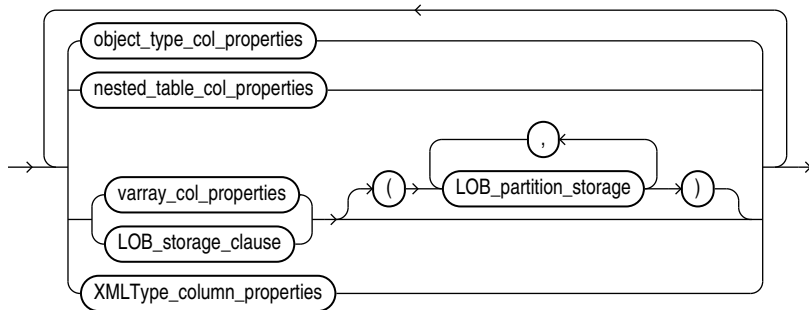 object_type_col_properties
nested_table_col_properties
,
( LOB_partition_storage )
varray_col_properties
LOB_storage_clause
XMLType_column_properties